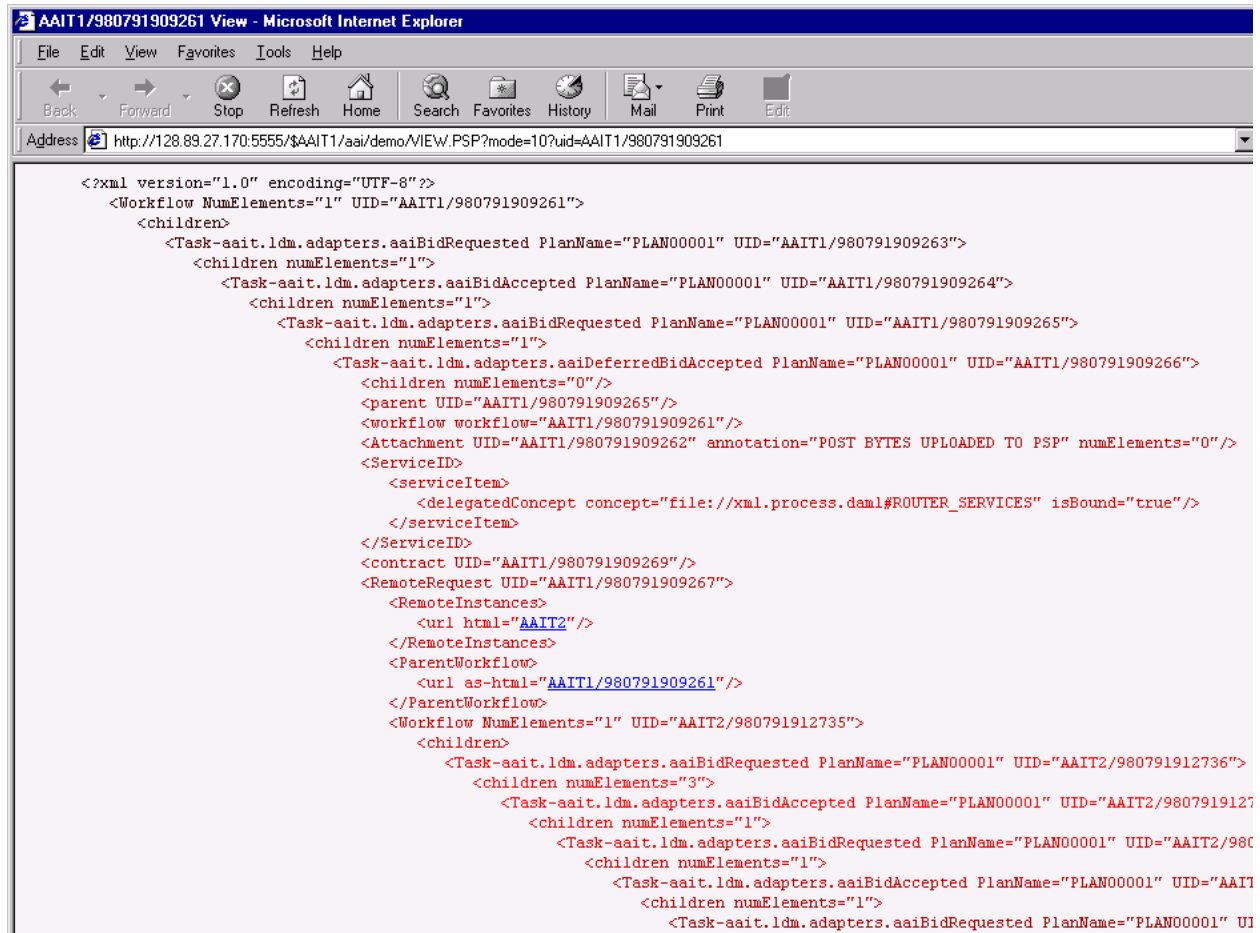 AAIT1/980791909261 View - Microsoft Internet Explorer
File Edit View Favorites Tools Help
Back Forward Stop Refresh Home Search Favorites History Mail Print Edit
Address http://128.89.27.170:5555/$AAIT1/aai/demo/VIEW.PSP?mode=10?uid=AAIT1/980791909261
<?xml version="1.0" encoding="UTF-8"?>
<Workflow NumElements="1" UID="AAIT1/980791909261">
<children>
<Task-aait.ldm.adapters.aaiBidRequested PlanName="PLAN00001" UID="AAIT1/980791909263">
<children numElements="1">
<Task-aait.ldm.adapters.aaiBidAccepted PlanName="PLAN00001" UID="AAIT1/980791909264">
<children numElements="1">
<Task-aait.ldm.adapters.aaiBidRequested PlanName="PLAN00001" UID="AAIT1/980791909265">
<children numElements="1">
<Task-aait.ldm.adapters.aaiDeferredBidAccepted PlanName="PLAN00001" UID="AAIT1/980791909266">
<children numElements="0"/>
<parent UID="AAIT1/980791909265"/>
<workflow workflow="AAIT1/980791909261"/>
<Attachment UID="AAIT1/980791909262" annotation="POST BYTES UPLOADED TO PSP" numElements="0"/>
<ServiceID>
<serviceItem>
<delegatedConcept concept="file://xml.process.daml#ROUTER_SERVICES" isBound="true"/>
</serviceItem>
</ServiceID>
<contract UID="AAIT1/980791909269"/>
<RemoteRequest UID="AAIT1/980791909267">
<RemoteInstances>
<url html="AAIT2"/>
</RemoteInstances>
<ParentWorkflow>
<url as-html="AAIT1/980791909261"/>
</ParentWorkflow>
<Workflow NumElements="1" UID="AAIT2/980791912735">
<children>
<Task-aait.ldm.adapters.aaiBidRequested PlanName="PLAN00001" UID="AAIT2/980791912736">
<children numElements="3">
<Task-aait.ldm.adapters.aaiBidAccepted PlanName="PLAN00001" UID="AAIT2/9807919127
<children numElements="1">
<Task-aait.ldm.adapters.aaiBidRequested PlanName="PLAN00001" UID="AAIT2/980
<children numElements="1">
<Task-aait.ldm.adapters.aaiBidAccepted PlanName="PLAN00001" UID="AAIT
<children numElements="1">
<Task-aait.ldm.adapters.aaiBidRequested PlanName="PLAN00001" UI